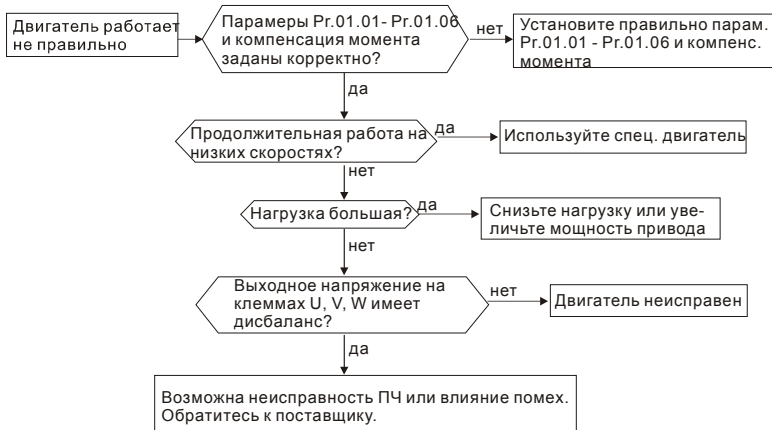 Двигатель работает
не правильно
Парамеры Pr.01.01- Pr.01.06
и компенсация момента
заданы корректно?
нет
Установите правильно парам.
Pr.01.01 - Pr.01.06 и компенс.
момента
да
Продолжительная работа на
низких скоростях?
да
Используйте спец. двигатель
нет
Нагрузка большая?
да
Снизьте нагрузку или уве-
личьте мощность привода
нет
Выходное напряжение на
клеммах U, V, W имеет
дисбаланс?
нет
Двигатель неисправен
да
Возможна неисправность ПЧ или влияние помех.
Обратитесь к поставщику.